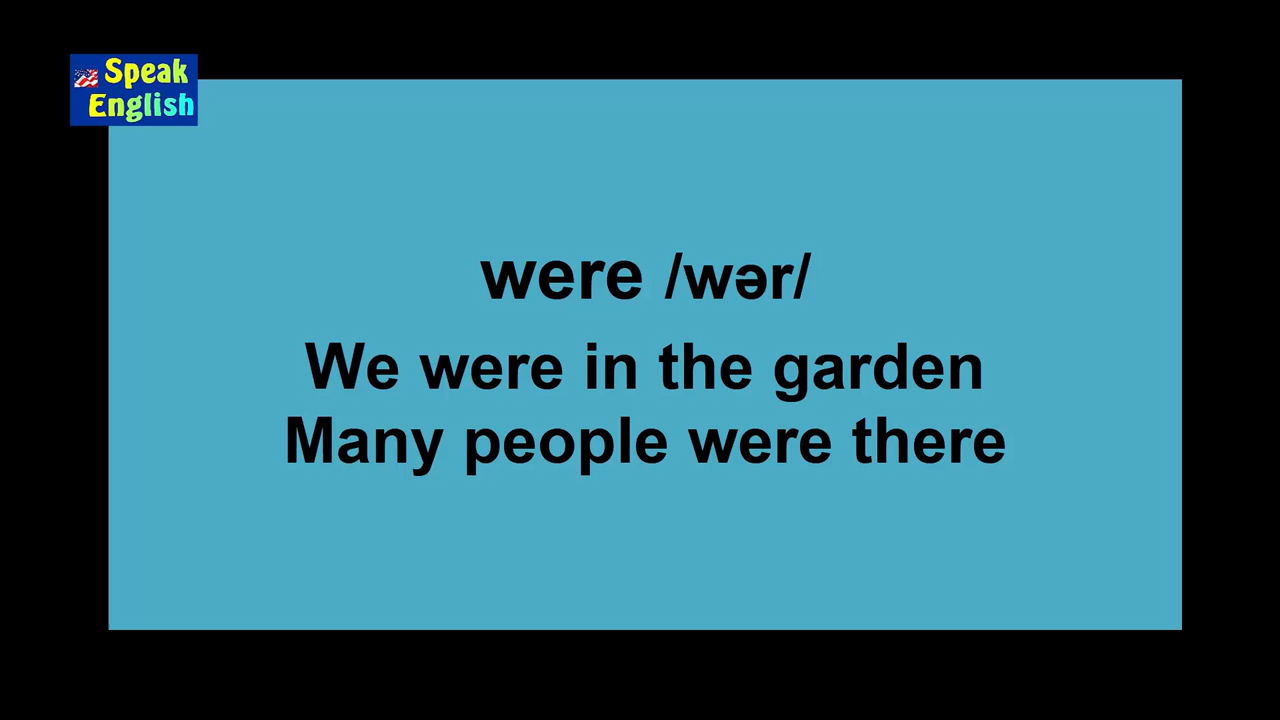 Speak
English
were /wər/
We were in the garden
Many people were there